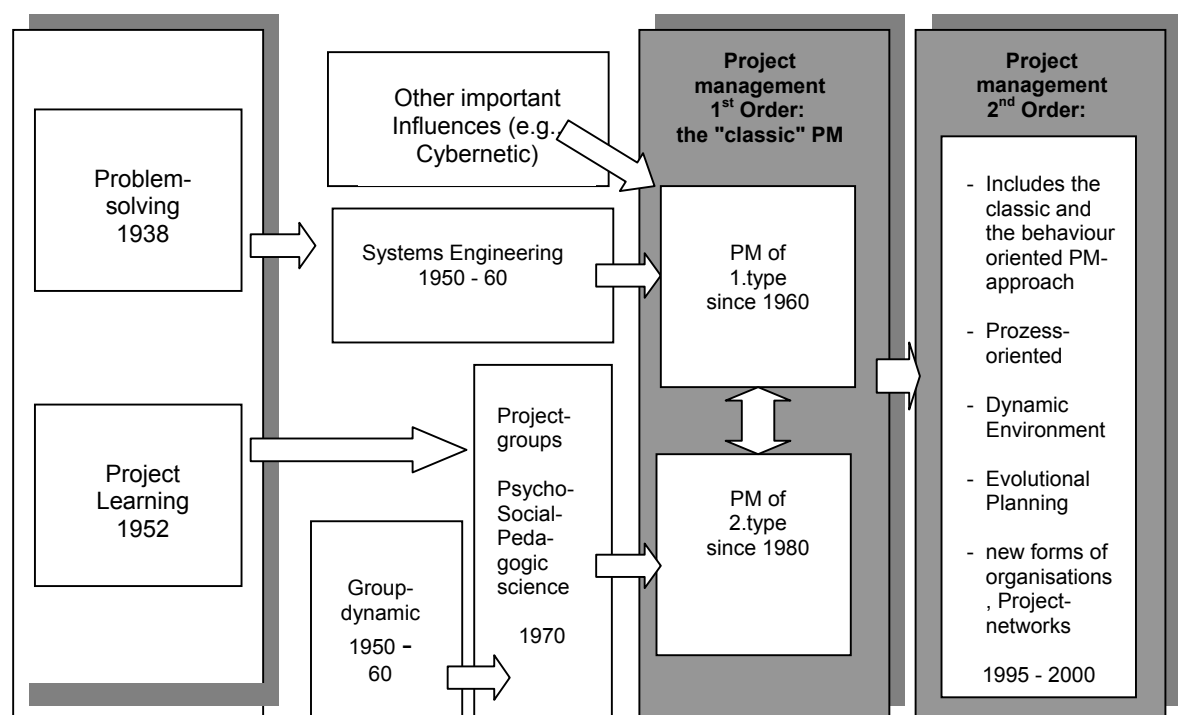 Problem-
solving
1938
Project
Learning
1952
Other important
Influences (e.g.,
Cybernetic)
Systems Engineering
1950 - 60
Group-
dynamic
1950 –
60
Project-
groups
Psycho-
Social-
Peda-
gogic
science
1970
Project
management
1st Order:
the "classic" PM
PM of
1.type
since 1960
PM of
2.type
since 1980
Project
management
2nd Order:
- Includes the
classic and
the behaviour
oriented PM-
approach
- Prozess-
oriented
- Dynamic
Environment
- Evolutional
Planning
- new forms of
organisations
, Project-
networks
1995 - 2000